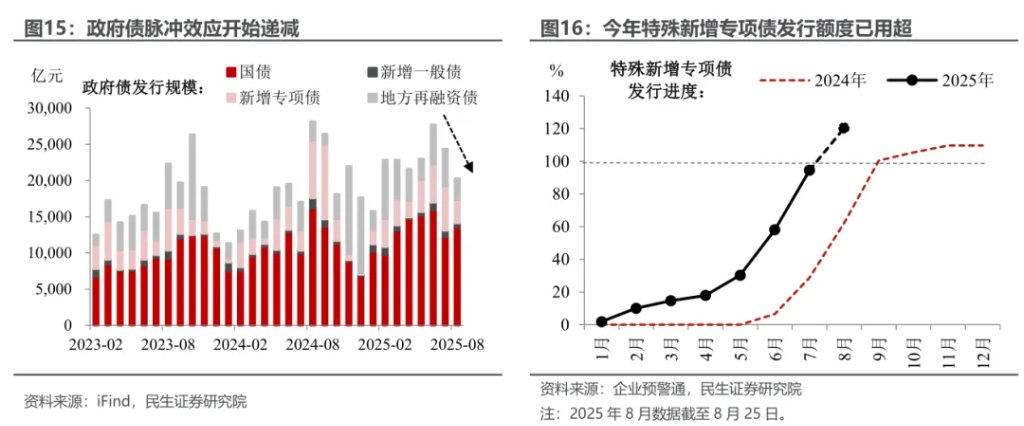 图15：政府债脉冲效应开始递减
亿元
政府债发行规模：
国债
新增一般债
新增专项债
地方再融资债
30,000
25,000
20,000
15,000
10,000
5,000
0
2023-02
2023-08
2024-02
2024-08
2025-02
2025-08
资料来源：iFind，民生证券研究院
图16：今年特殊新增专项债发行额度已用超
%
特殊新增专项债
发行进度：
2024年
2025年
140
120
100
80
60
40
20
0
1月
2月
3月
4月
5月
6月
7月
8月
9月
10月
11月
12月
资料来源：企业预警通，民生证券研究院
注：2025 年 8 月数据截至 8 月 25 日。